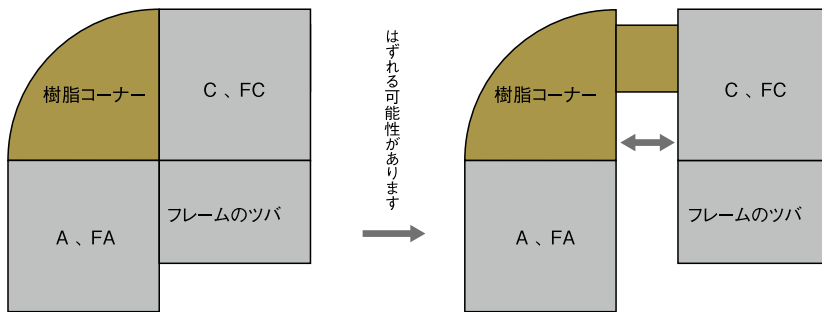 樹脂コーナー
C 、FC
A 、FA
フレームのツバ
はずれる可能性があります
樹脂コーナー
C 、FC
A 、FA
フレームのツバ